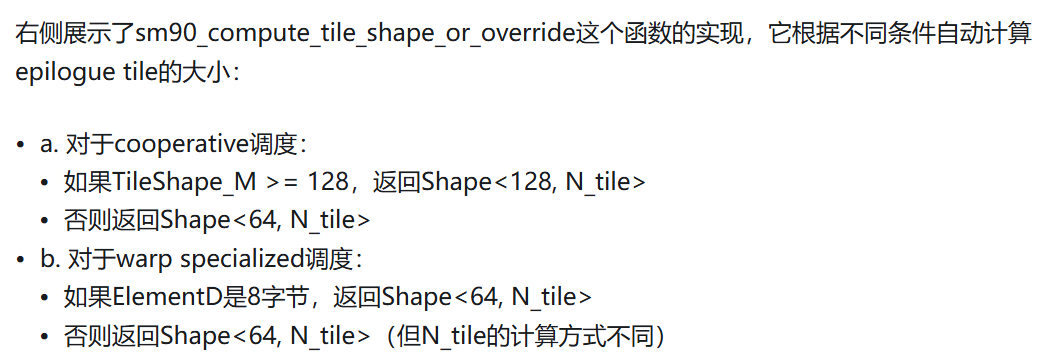 右侧展示了sm90_compute_tile_shape_or_override这个函数的实现，它根据不同条件自动计算
epilogue tile的大小：
• a. 对于cooperative调度：
• 如果TileShape_M >= 128，返回Shape<128, N_tile>
• 否则返回Shape<64, N_tile>
• b. 对于warp specialized调度：
• 如果ElementD是8字节，返回Shape<64, N_tile>
• 否则返回Shape<64, N_tile>（但N_tile的计算方式不同）